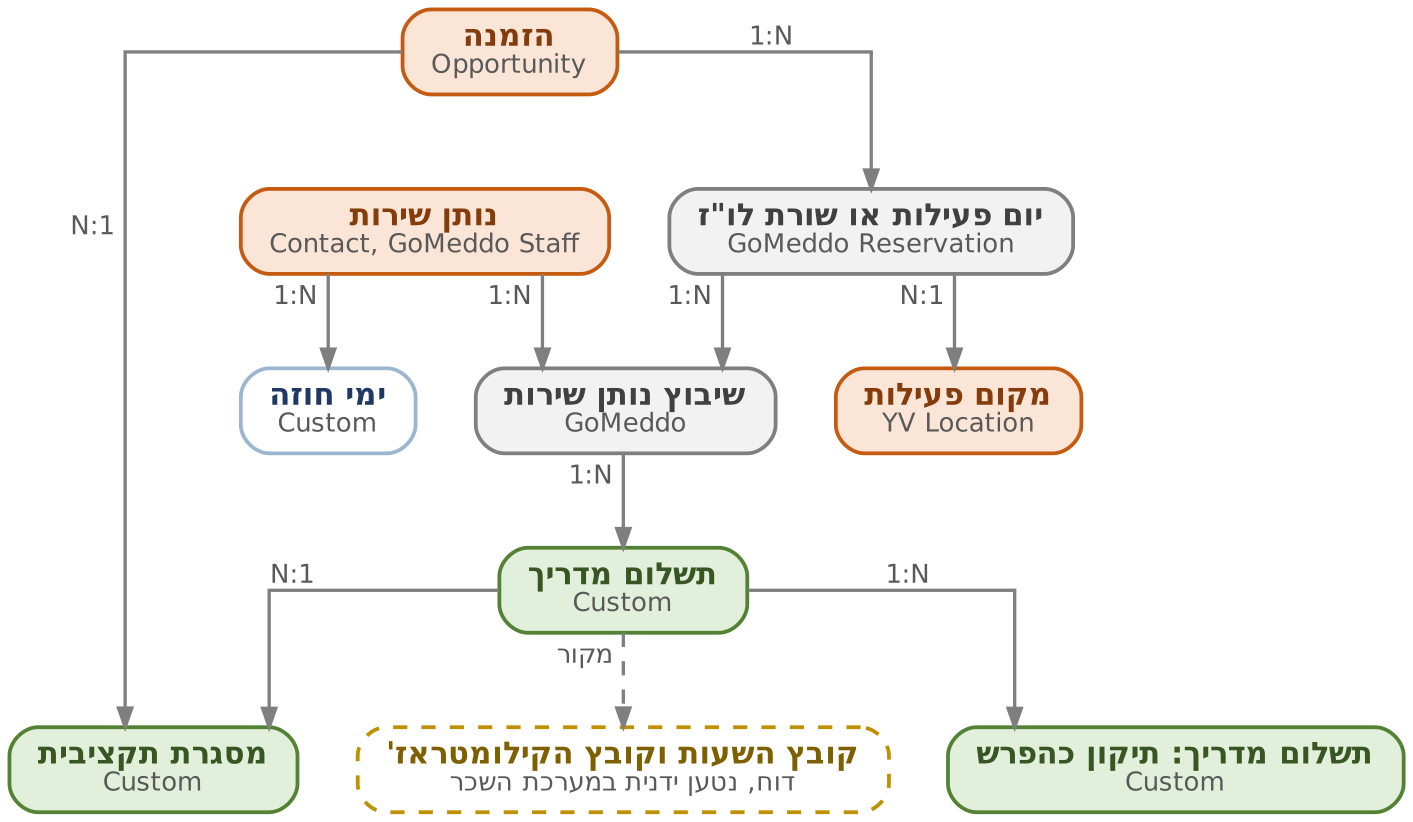 הזמנה
Opportunity
1:N
N:1
נותן שירות
Contact, GoMeddo Staff
יום פעילות או שורת לו"ז
GoMeddo Reservation
1:N
1:N
1:N
N:1
ימי חוזה
Custom
שיבוץ נותן שירות
GoMeddo
מקום פעילות
YV Location
1:N
תשלום מדריך
Custom
N:1
1:N
מקור
מסגרת תקציבית
Custom
קובץ השעות וקובץ הקילומטראז'
דוח, נטען ידנית במערכת השכר
תשלום מדריך: תיקון כהפרש
Custom